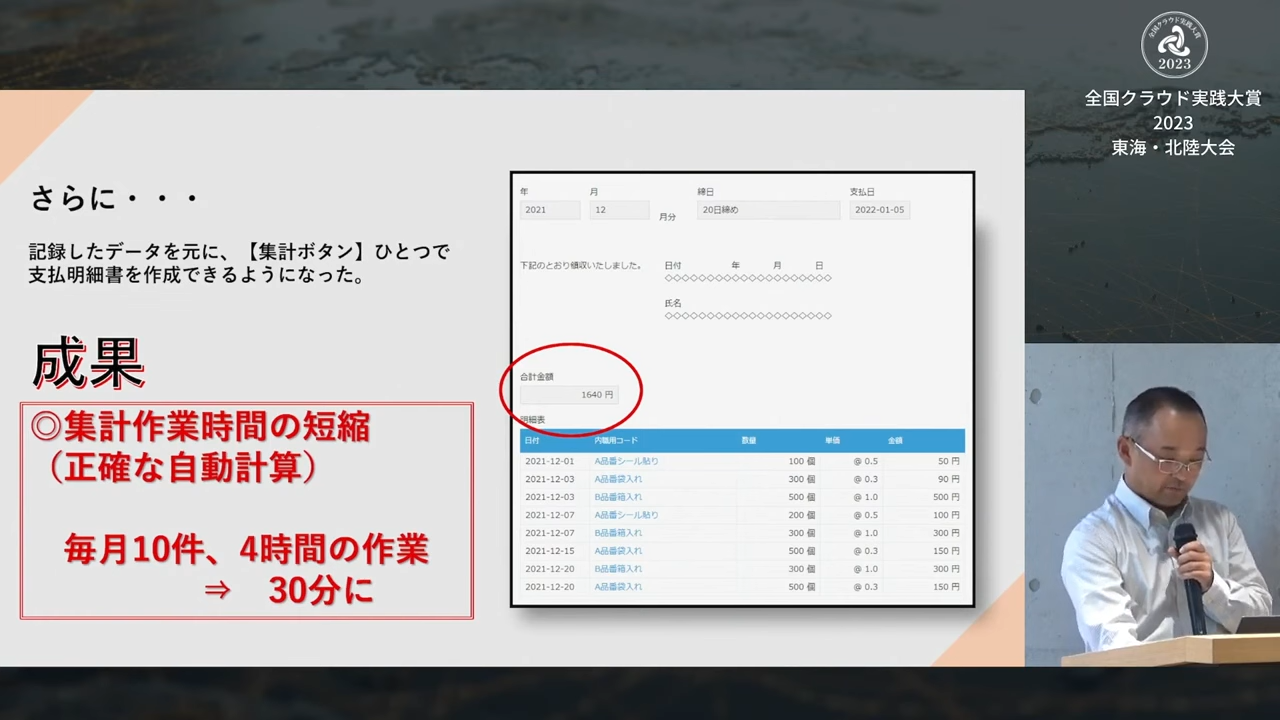 全国クラウド実践大賞
2023
全国クラウド実践大賞
2023
東海・北陸大会
さらに・・・
記録したデータを元に、【集計ボタン】ひとつで
支払明細書を作成できるようになった。
成果
◎集計作業時間の短縮
（正確な自動計算）
毎月10件、4時間の作業
⇒ 30分に
年 月 締日 支払日
2021 12 月分 20日締め 2022-01-05
下記のとおり領収いたしました。 日付 年 月 日
◇◇◇◇◇◇◇◇◇◇◇◇◇◇◇◇◇◇◇◇
氏名
◇◇◇◇◇◇◇◇◇◇◇◇◇◇◇◇◇◇◇◇
合計金額
1640 円
明細表
日付 内職用コード 数量 単価 金額
2021-12-01 A品番シール貼り 100 個 @ 0.5 50 円
2021-12-03 A品番袋入れ 300 個 @ 0.3 90 円
2021-12-03 B品番箱入れ 500 個 @ 1.0 500 円
2021-12-07 A品番シール貼り 200 個 @ 0.5 100 円
2021-12-07 B品番箱入れ 300 個 @ 1.0 300 円
2021-12-15 A品番袋入れ 500 個 @ 0.3 150 円
2021-12-20 B品番箱入れ 300 個 @ 1.0 300 円
2021-12-20 A品番袋入れ 500 個 @ 0.3 150 円